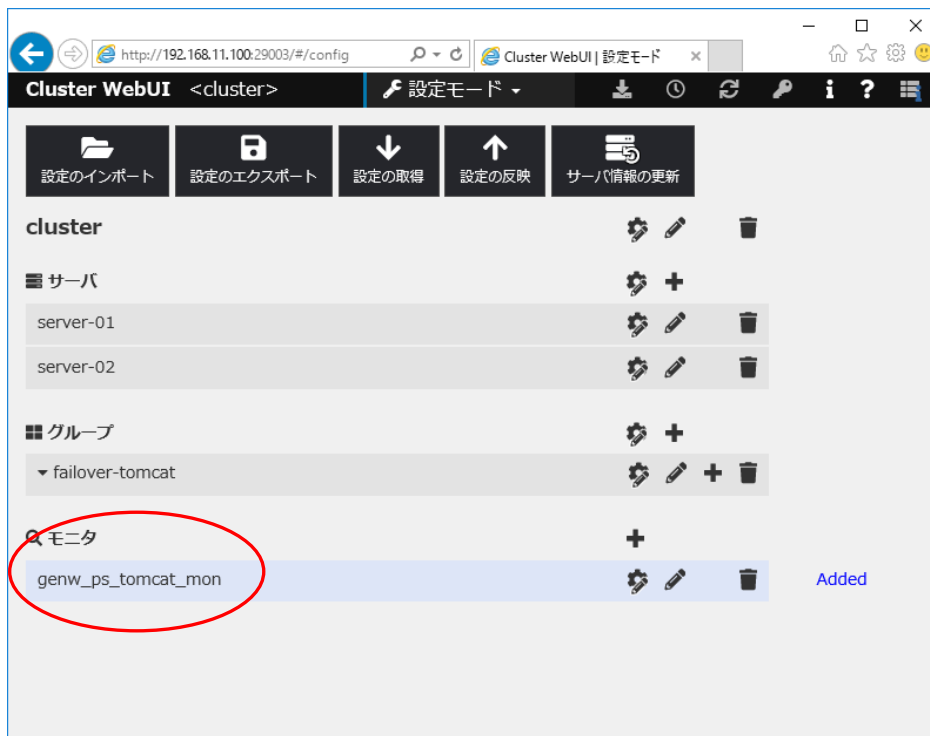 http://192.168.11.100:29003/#/config
Cluster WebUI | 設定モード
Cluster WebUI <cluster>
設定モード
設定のインポート
設定のエクスポート
設定の取得
設定の反映
サーバ情報の更新
cluster
サーバ
server-01
server-02
グループ
failover-tomcat
モニタ
genw_ps_tomcat_mon
Added